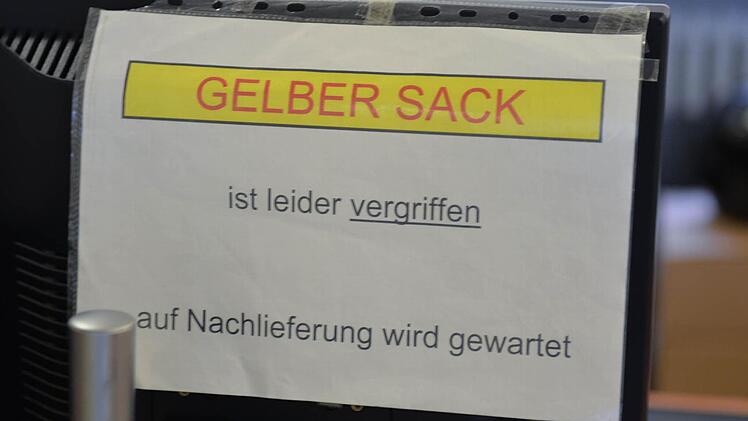 GELBER SACK
ist leider vergriffen
auf Nachlieferung wird gewartet